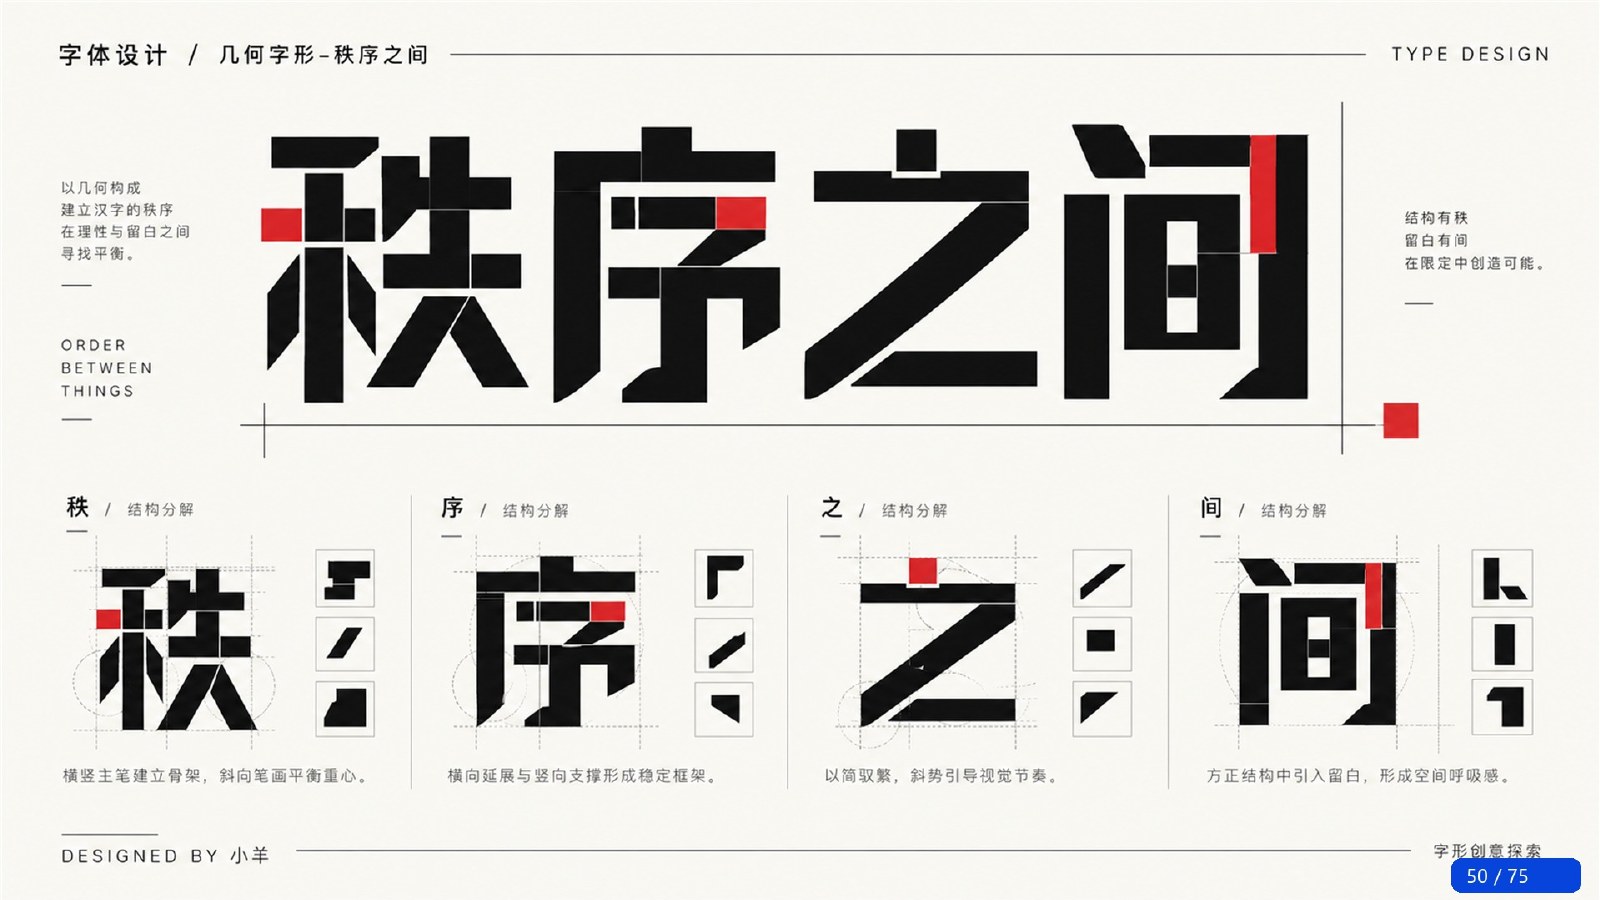 字体设计 / 几何字形-秩序之间
TYPE DESIGN
秩序之间
以几何构成
建立汉字的秩序
在理性与留白之间
寻找平衡。
ORDER
BETWEEN
THINGS
结构有秩
留白有间
在限定中创造可能。
秩 / 结构分解
秩
横竖主笔建立骨架，斜向笔画平衡重心。
序 / 结构分解
序
横向延展与竖向支撑形成稳定框架。
之 / 结构分解
之
以简驭繁，斜势引导视觉节奏。
间 / 结构分解
间
方正结构中引入留白，形成空间呼吸感。
DESIGNED BY 小羊
字形创意探索
50 / 75